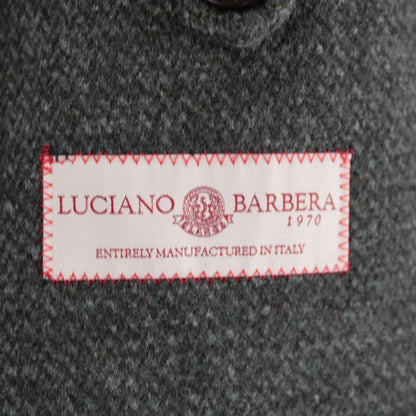 LUCIANO BARBERA
1970
ENTIRELY MANUFACTURED IN ITALY